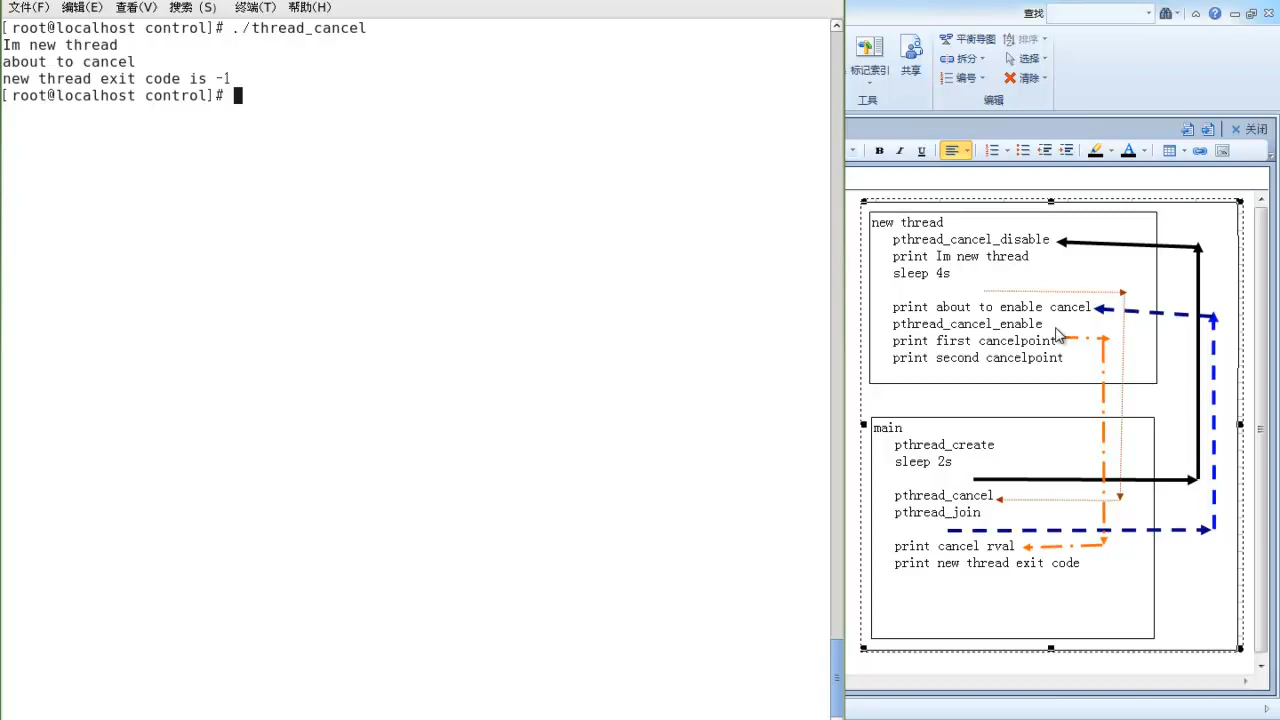 文件(F) 编辑(E) 查看(V) 搜索 (S) 终端(T) 帮助(H)
[root@localhost control]# ./thread_cancel
Im new thread
about to cancel
new thread exit code is -1
[root@localhost control]#
查找
平衡导图 排序
标记索引 共享 拆分 选择
编号 清除
工具 编辑
关闭
B I U A
new thread
pthread_cancel_disable
print Im new thread
sleep 4s
print about to enable cancel
pthread_cancel_enable
print first cancelpoint
print second cancelpoint
main
pthread_create
sleep 2s
pthread_cancel
pthread_join
print cancel rval
print new thread exit code